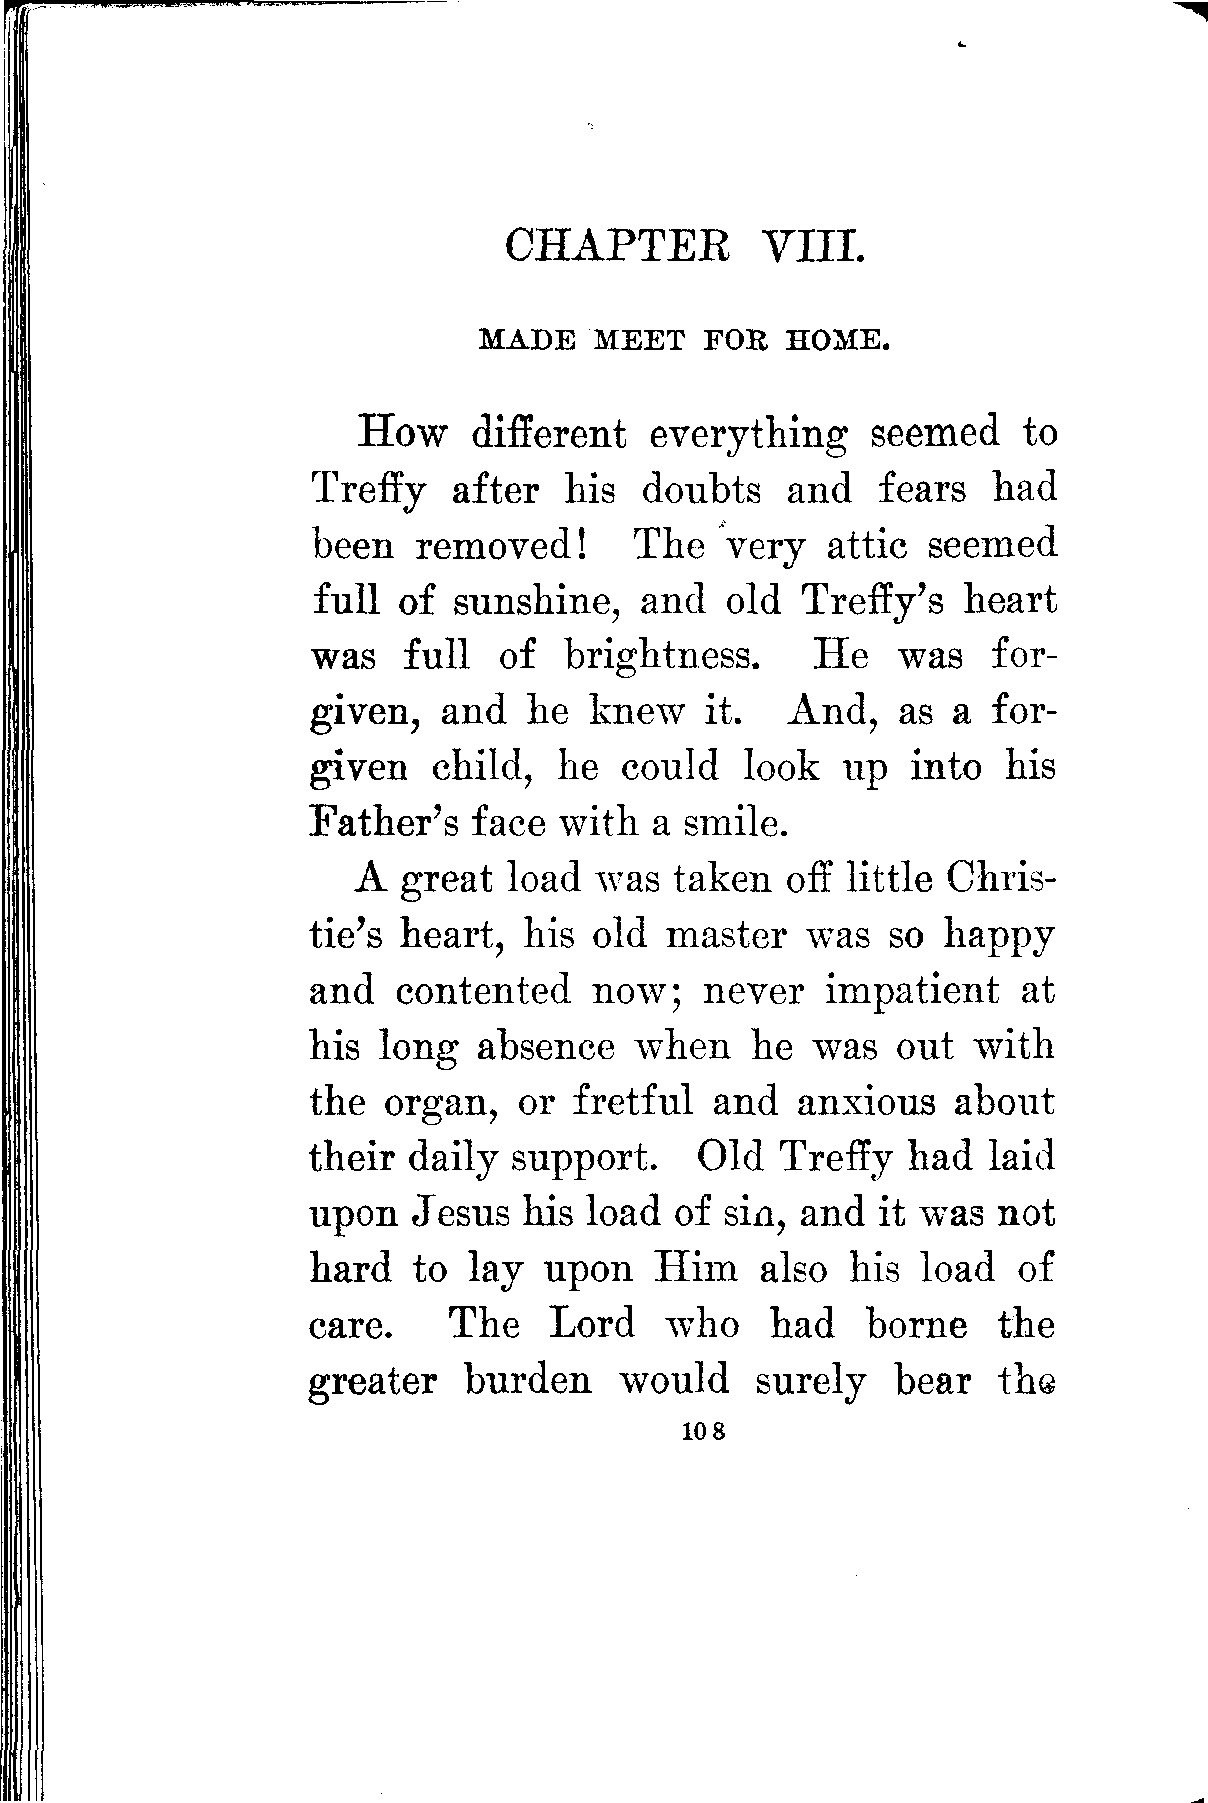 CHAPTER VIII.
MADE MEET FOR HOME.
How different everything seemed to
Treffy after his doubts and fears had
been removed! The very attic seemed
full of sunshine, and old Treffy's heart
was full of brightness. He was for-
given, and he knew it. And, as a for-
given child, he could look up into his
Father's face with a smile.
A great load was taken off little Chris-
tie's heart, his old master was so happy
and contented now; never impatient at
his long absence when he was out with
the organ, or fretful and anxious about
their daily support. Old Treffy had laid
upon Jesus his load of sin, and it was not
hard to lay upon Him also his load of
care. The Lord who had borne the
greater burden would surely bear the
108